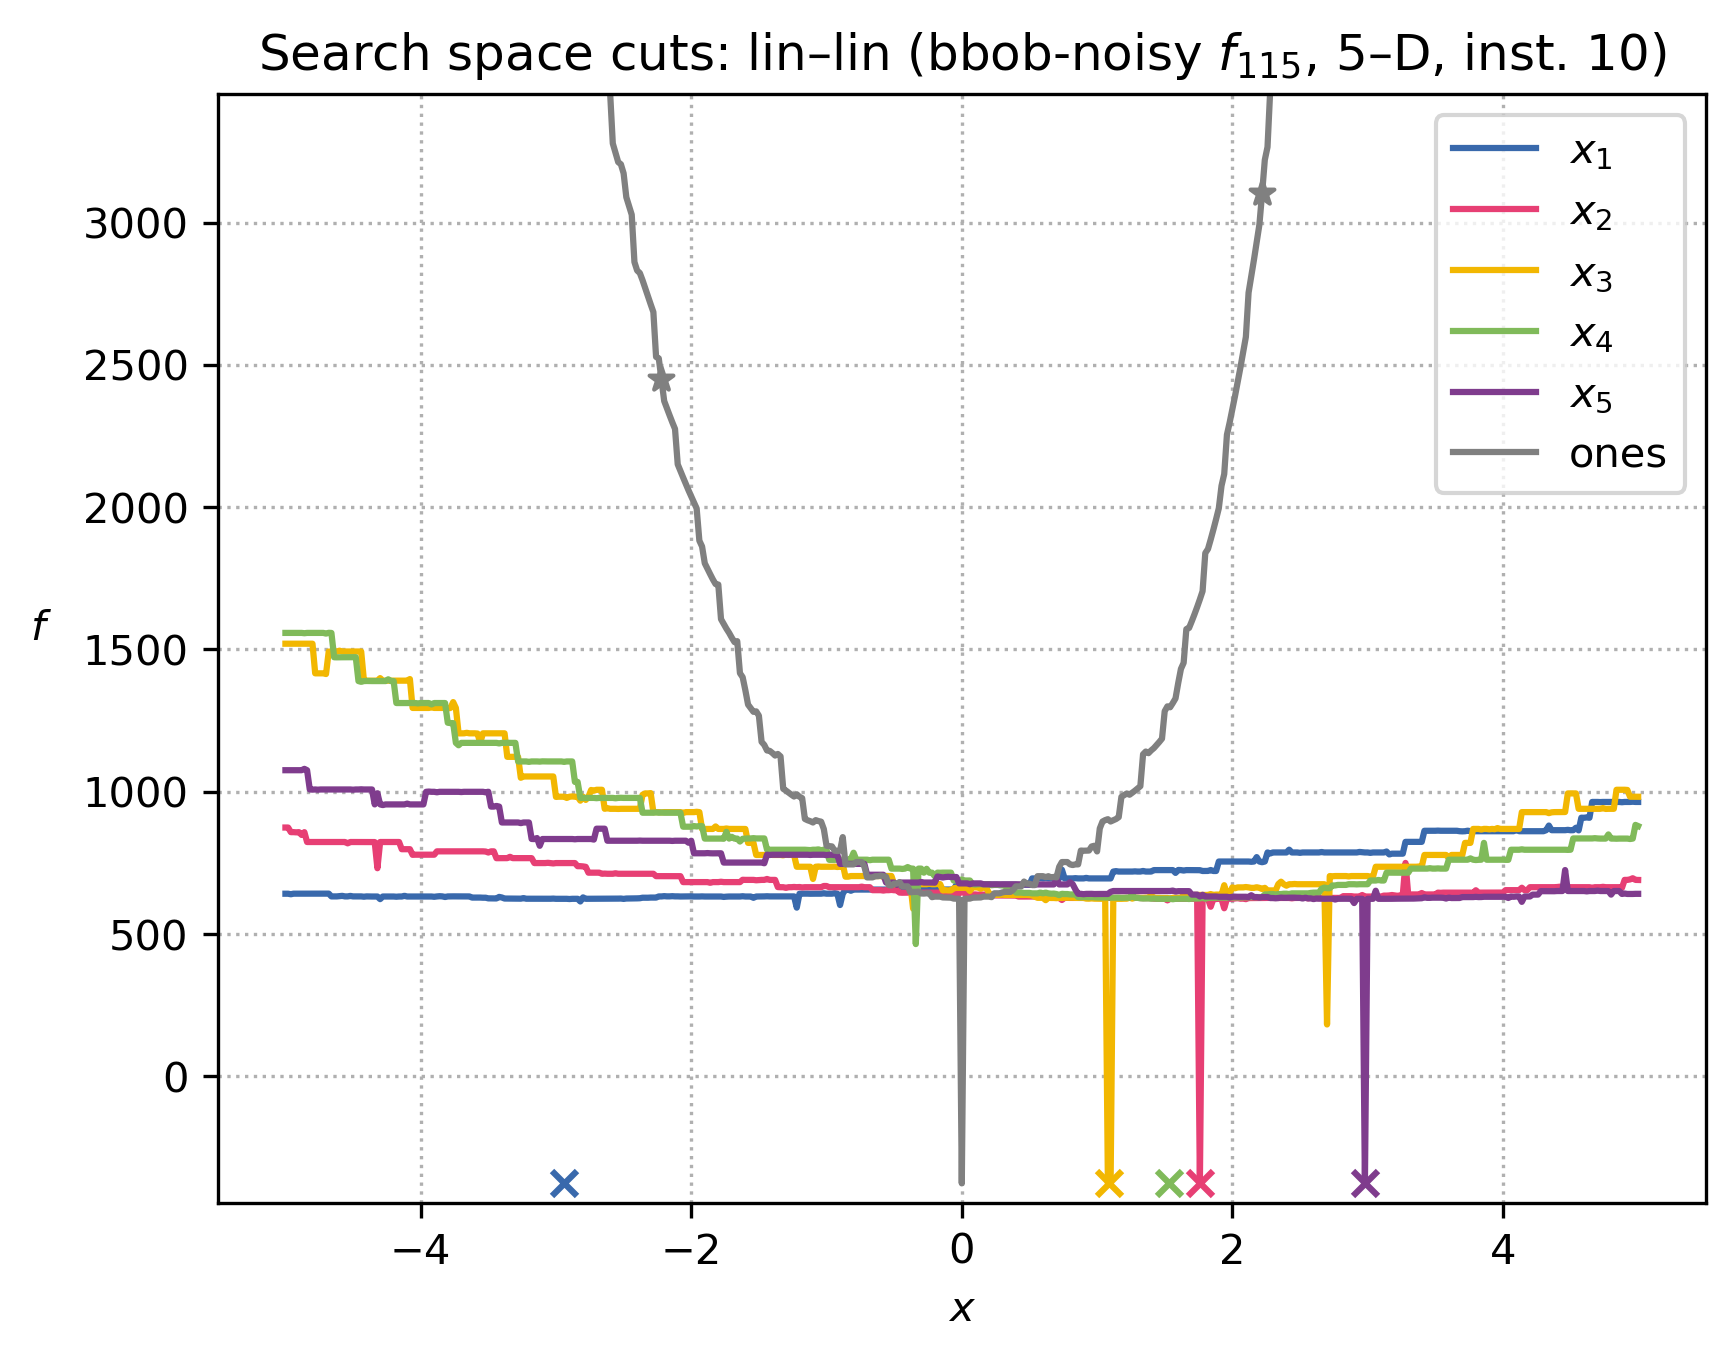 Search space cuts: lin–lin (bbob-noisy f₁₁₅, 5–D, inst. 10)
x₁
x₂
x₃
x₄
x₅
ones
3000
2500
2000
1500
1000
500
0
f
−4
−2
0
2
4
x